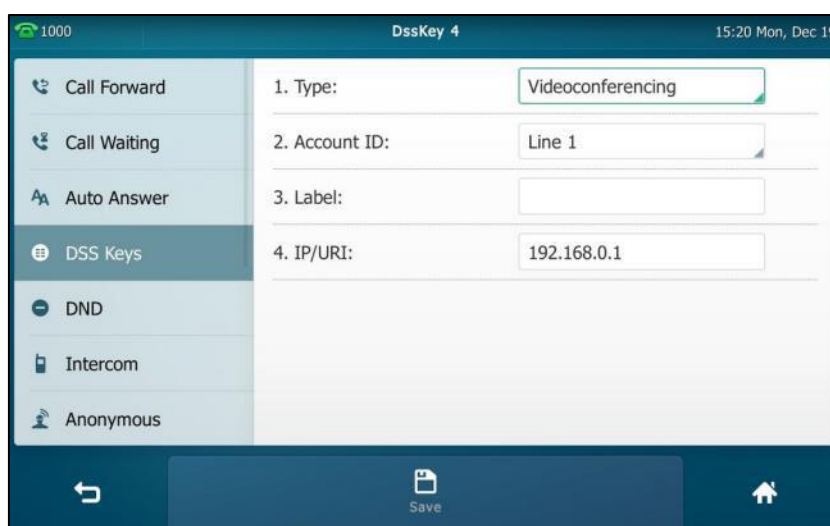 1000 DssKey 4 15:20 Mon, Dec 19
Call Forward
Call Waiting
Auto Answer
DSS Keys
DND
Intercom
Anonymous
1. Type: Videoconferencing
2. Account ID: Line 1
3. Label:
4. IP/URI: 192.168.0.1
Save